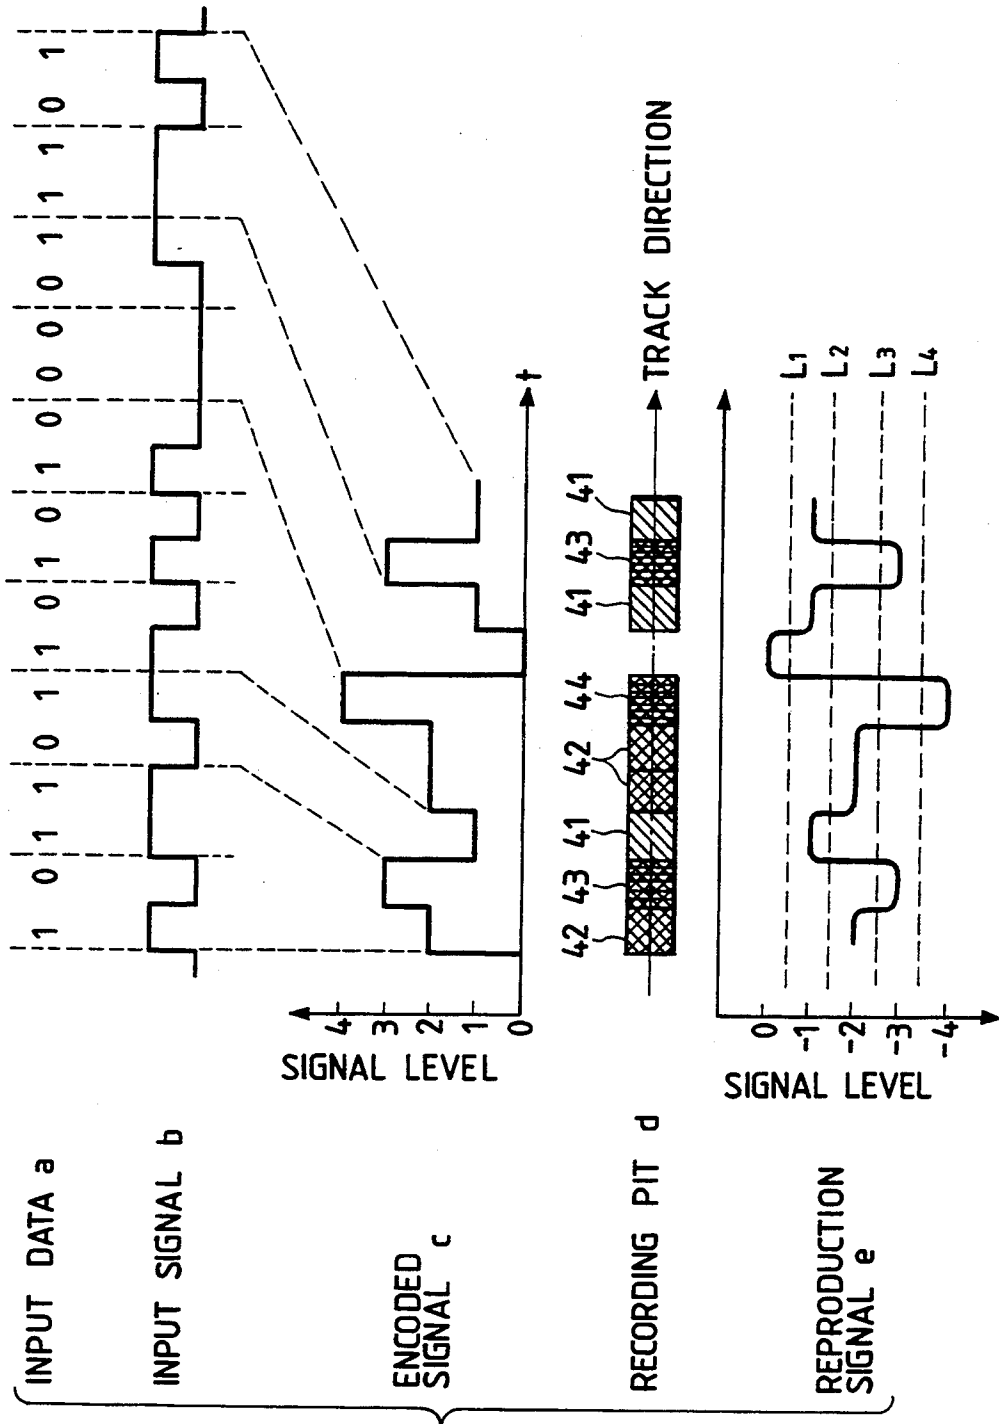 INPUT DATA a 1 0 1 1 0 1 1 0 1 0 1 0 0 0 0 1 1 1 0 1
INPUT SIGNAL b
ENCODED
SIGNAL c
SIGNAL LEVEL
4
3
2
1
0
t
RECORDING PIT d
42 43 41 42 44 41 43 41
TRACK DIRECTION
REPRODUCTION
SIGNAL e
SIGNAL LEVEL
0
-1
-2
-3
-4
L1
L2
L3
L4